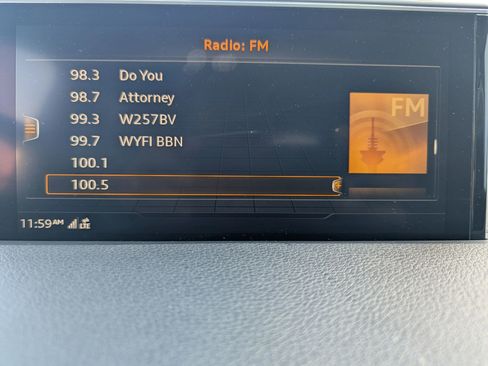 Radio: FM
98.3 Do You
98.7 Attorney
99.3 W257BV
99.7 WYFI BBN
100.1
100.5
FM
11:59AM LTE